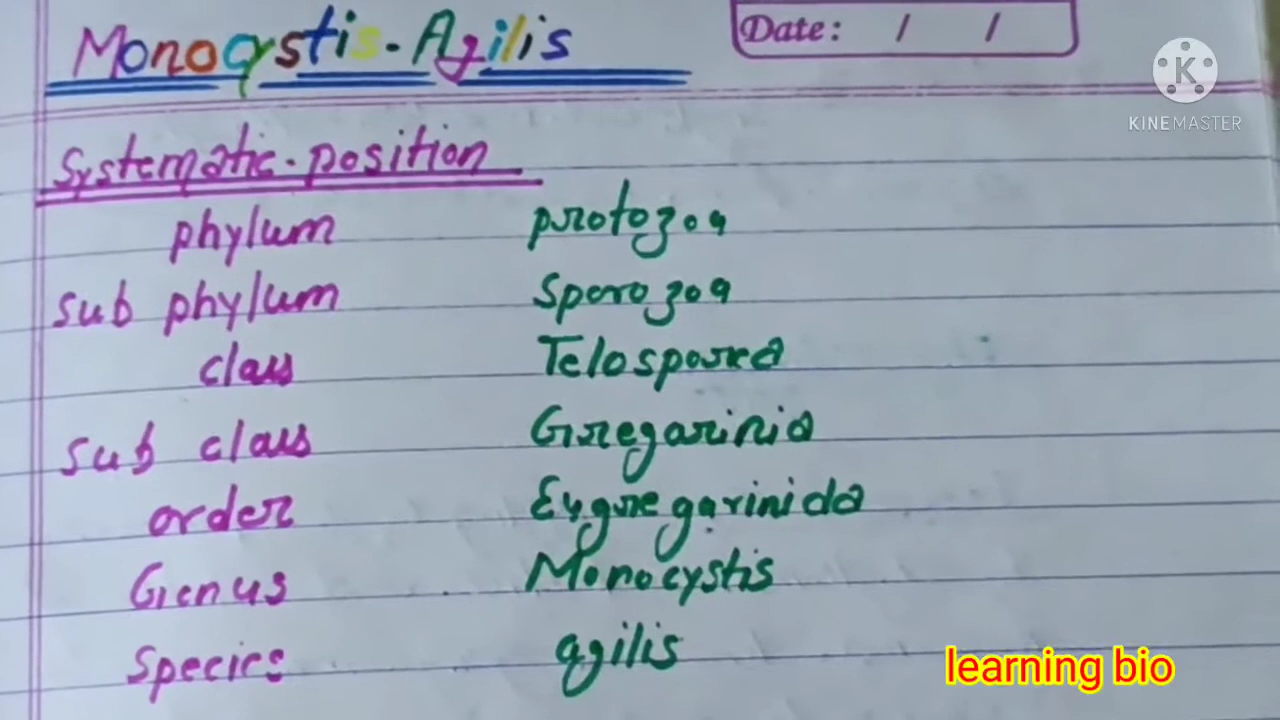 Monocystis-Agilis
Date: / /
K
KINEMASTER
Systematic-position
phylum protozoa
sub phylum Sporozoa
class Telosporea
sub class Gregarinia
order Eugregarinida
Genus Monocystis
Species agilis
learning bio